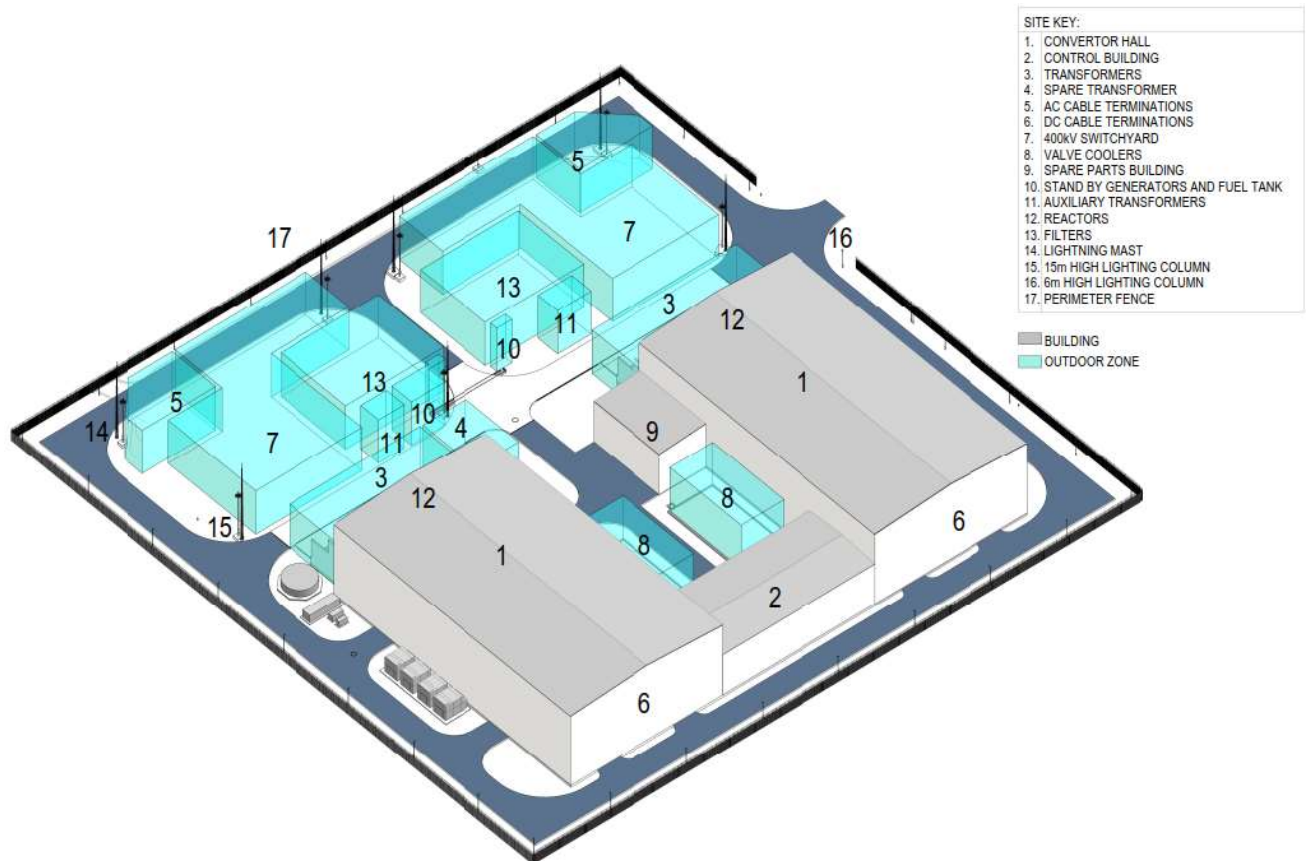 SITE KEY:
1. CONVERTOR HALL
2. CONTROL BUILDING
3. TRANSFORMERS
4. SPARE TRANSFORMER
5. AC CABLE TERMINATIONS
6. DC CABLE TERMINATIONS
7. 400kV SWITCHYARD
8. VALVE COOLERS
9. SPARE PARTS BUILDING
10. STAND BY GENERATORS AND FUEL TANK
11. AUXILIARY TRANSFORMERS
12. REACTORS
13. FILTERS
14. LIGHTNING MAST
15. 15m HIGH LIGHTING COLUMN
16. 6m HIGH LIGHTING COLUMN
17. PERIMETER FENCE
BUILDING
OUTDOOR ZONE
5
17
7
16
13
3
12
11
10
1
13
5
10
14
4
9
11
7
3
8
12
15
6
8
1
2
6